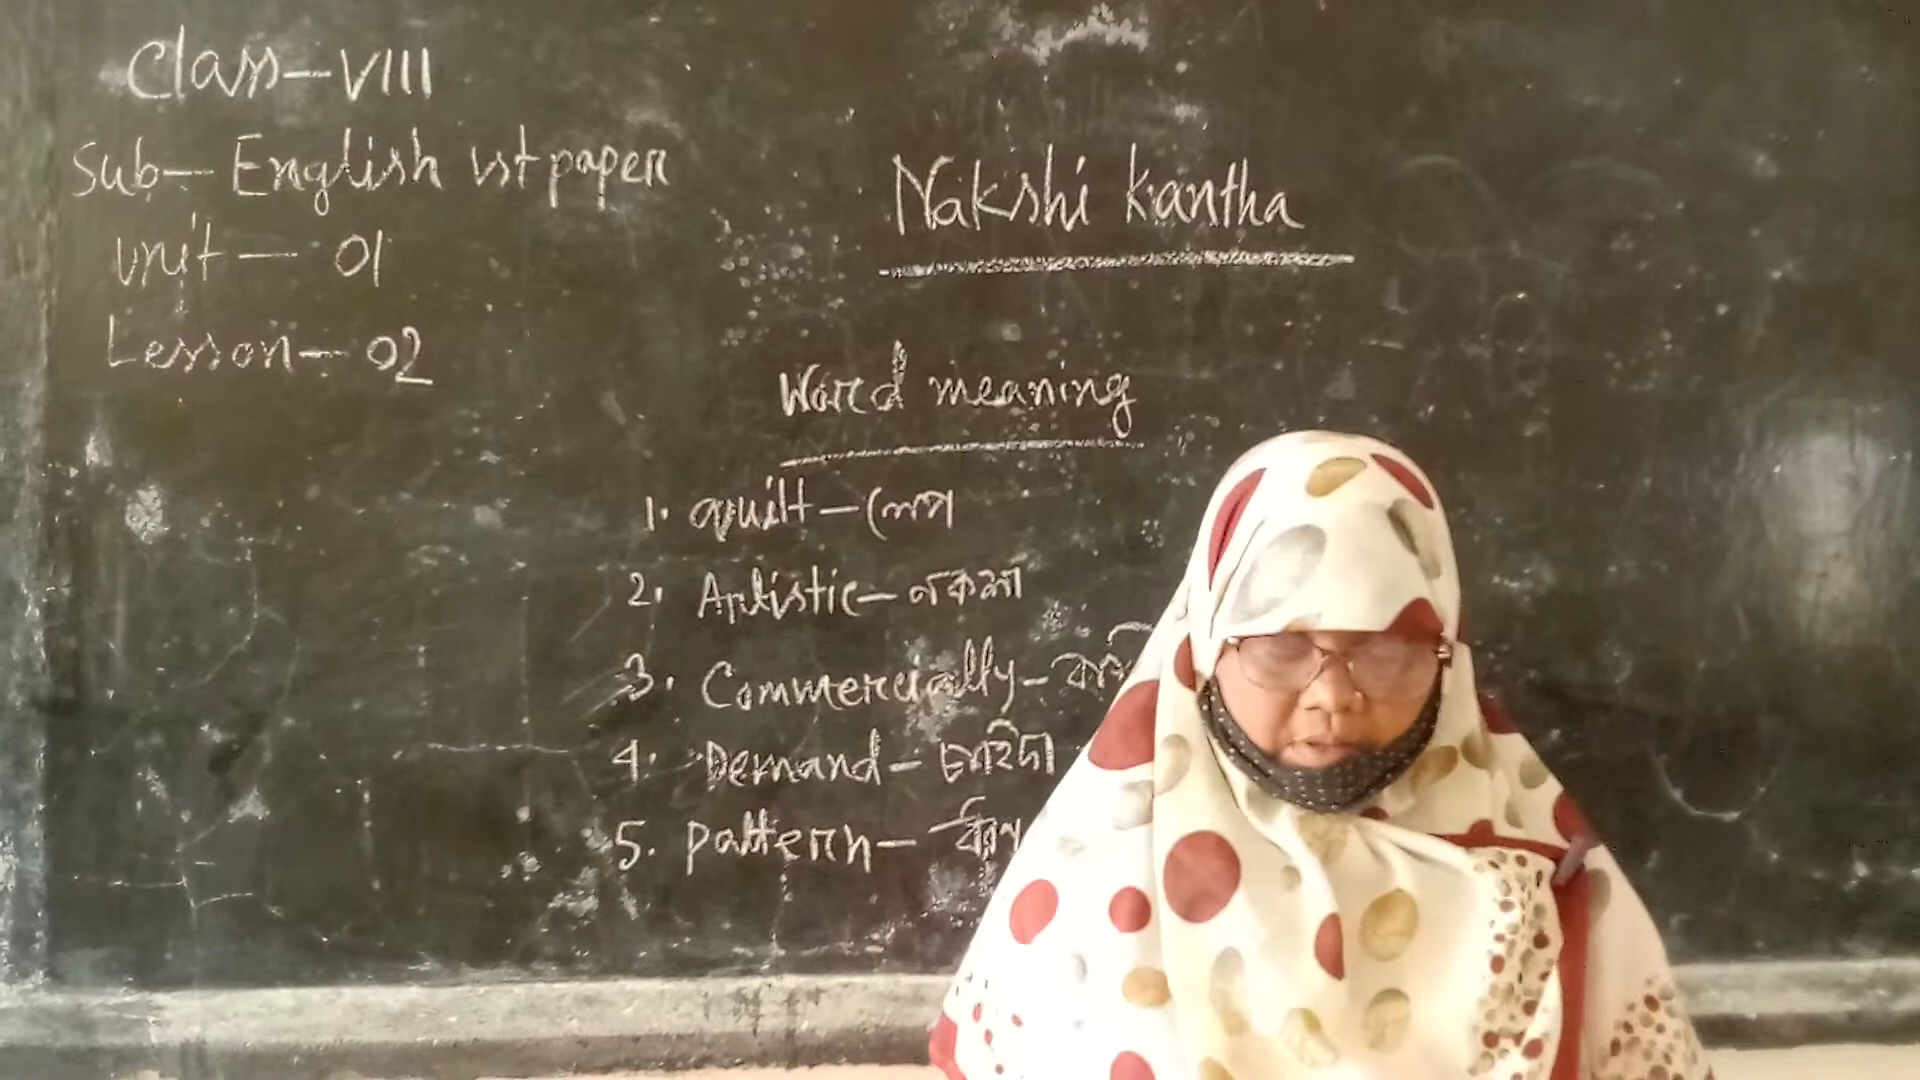 Class-VIII
Sub- English 1st paper
Unit- 01
Lesson- 02
Nakshi kantha
Word meaning
1. quilt - লেপ
2. Artistic - নকশা
3. Commercially -
4. Demand - চাহিদা
5. pattern -